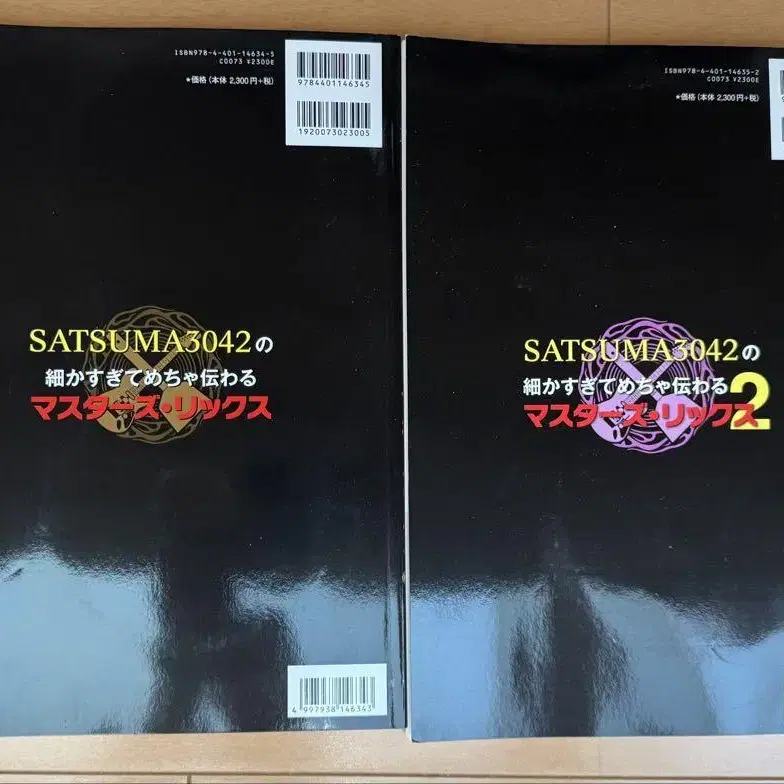 ISBN978-4-401-14634-5
C0073 ¥2300E
*価格(本体 2,300円+税)
9784401146345
1920073023005
SATSUMA3042の
細かすぎてめちゃ伝わる
マスターズ・リックス
4997938146343
ISBN978-4-401-14635-2
C0073 ¥2300E
*価格(本体 2,300円+税)
SATSUMA3042の
細かすぎてめちゃ伝わる
マスターズ・リックス2